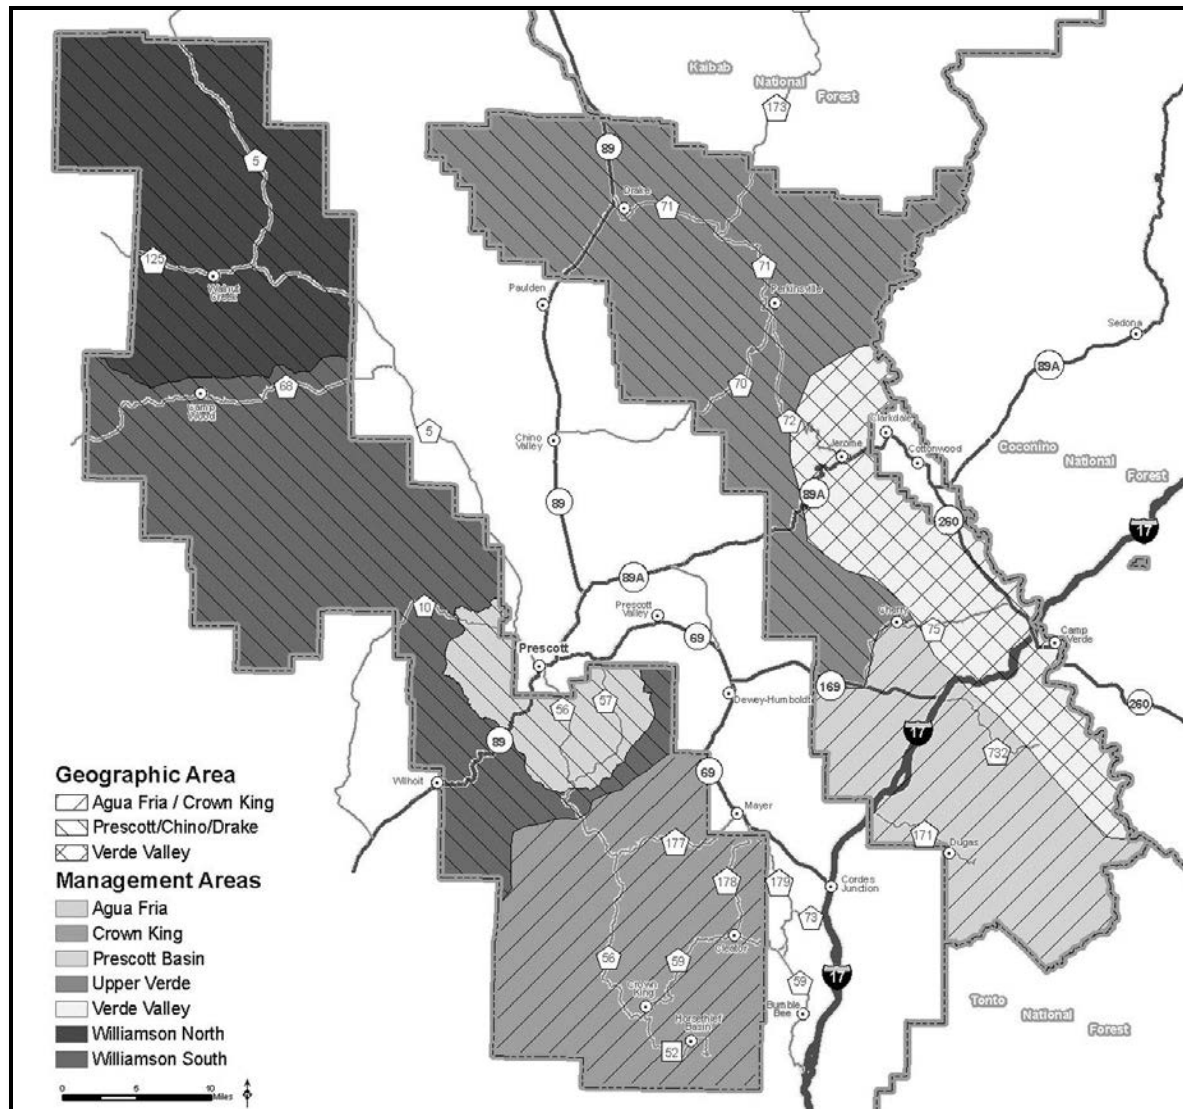 Kaibab
National
Forest
173
89
5
Drake
71
125
71
Walnut
Creek
Paulden
Perkinsville
Sedona
89A
68
70
Camp
Wood
72
Clarkdale
5
Chino
Valley
Jerome
Cottonwood
Coconino
National
Forest
89A
89
260
17
89A
10
Prescott
Valley
Cherry
75
Camp
Verde
69
Prescott
169
Dewey-Humboldt
57
56
260
89
17
732
69
Wilhoit
Mayer
171
Dugas
177
178
179
Cordes
Junction
73
Cleator
56
59
17
59
Crown
King
Bumble
Bee
Horsethief
Basin
52
Tonto
National
Forest
Geographic Area
Agua Fria / Crown King
Prescott/Chino/Drake
Verde Valley
Management Areas
Agua Fria
Crown King
Prescott Basin
Upper Verde
Verde Valley
Williamson North
Williamson South
0 5 10
Miles